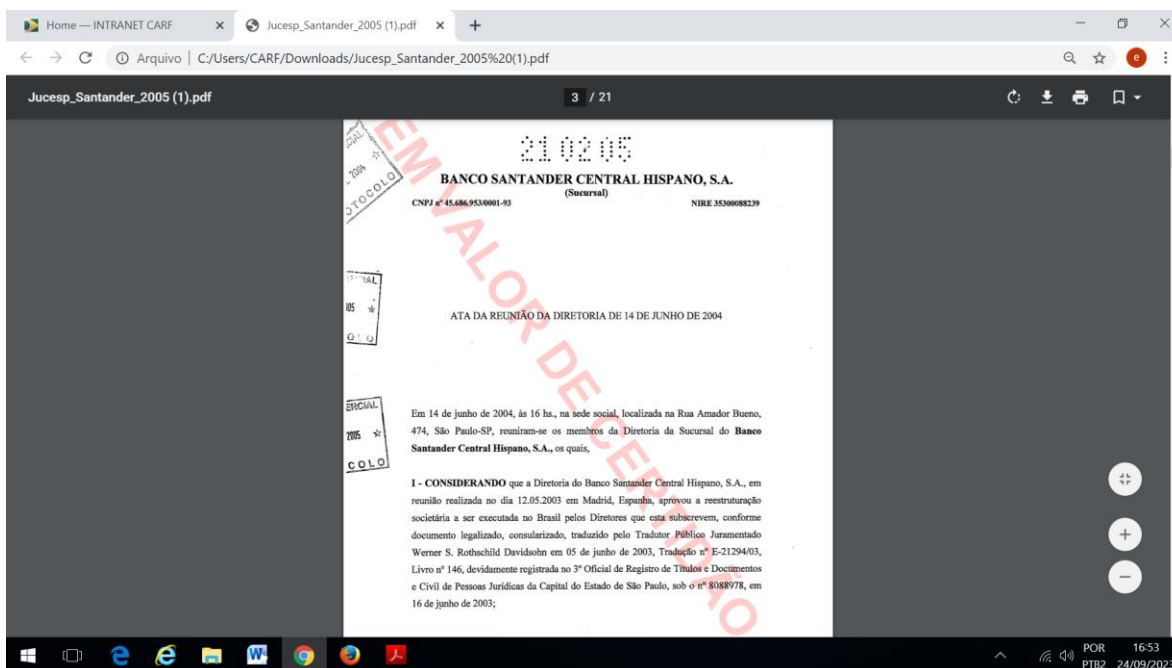 Home — INTRANET CARF
Jucesp_Santander_2005 (1).pdf
Arquivo | C:/Users/CARF/Downloads/Jucesp_Santander_2005%20(1).pdf
e
Jucesp_Santander_2005 (1).pdf
3 / 21
21 02 05
BANCO SANTANDER CENTRAL HISPANO, S.A.
(Sucursal)
CNPJ nº 45.686.953/0001-93 NIRE 35300088239
EM VALOR DE CERTIDÃO
2004
OTOCOLO
ERCIAL
2005
COLO
ATA DA REUNIÃO DA DIRETORIA DE 14 DE JUNHO DE 2004
Em 14 de junho de 2004, às 16 hs., na sede social, localizada na Rua Amador Bueno,
474, São Paulo-SP, reuniram-se os membros da Diretoria da Sucursal do Banco
Santander Central Hispano, S.A., os quais,
I - CONSIDERANDO que a Diretoria do Banco Santander Central Hispano, S.A., em
reunião realizada no dia 12.05.2003 em Madrid, Espanha, aprovou a reestruturação
societária a ser executada no Brasil pelos Diretores que esta subscrevem, conforme
documento legalizado, consularizado, traduzido pelo Tradutor Público Juramentado
Werner S. Rothschild Davidsohn em 05 de junho de 2003, Tradução nº E-21294/03,
Livro nº 146, devidamente registrada no 3º Oficial de Registro de Títulos e Documentos
e Civil de Pessoas Jurídicas da Capital do Estado de São Paulo, sob o nº 8088978, em
16 de junho de 2003;
POR 16:53
PTB2 24/09/202